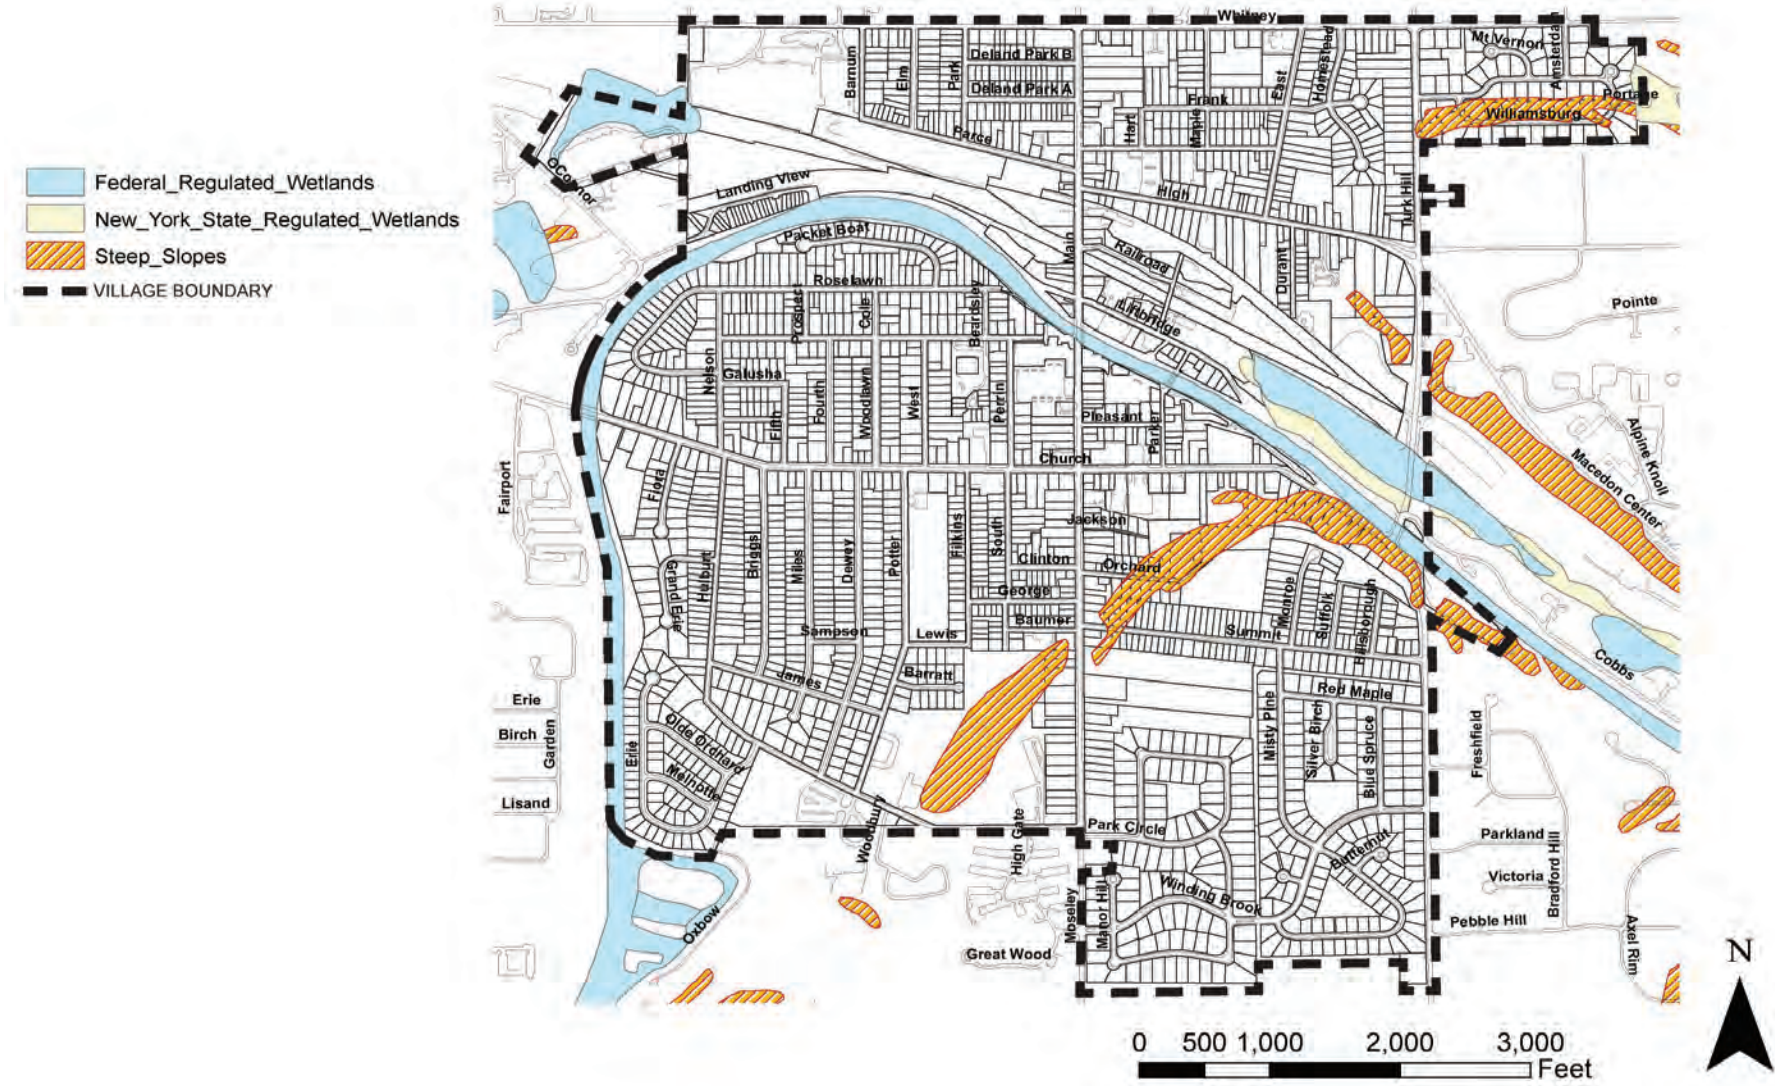 Federal_Regulated_Wetlands
New_York_State_Regulated_Wetlands
Steep_Slopes
VILLAGE BOUNDARY
Whitney
Mt Vernon
Amsterdam
Deland Park B
Barnum
Elm
Park
Deland Park A
East
Homestead
Frank
Portage
Williamsburg
Parce
Hart
Maple
OConnor
Landing View
High
Turk Hill
Packet Boat
Main
Railroad
Durant
Roselawn
Prospect
Cole
Beardsley
Liftbridge
Pointe
Nelson
Galusha
Fifth
Fourth
Woodlawn
West
Perrin
Pleasant
Parker
Alpine Knoll
Macedon Center
Church
Fairport
Flora
Filkins
South
Jackson
Briggs
Miles
Dewey
Potter
Clinton
Orchard
Hulburt
Grand Erie
George
Monroe
Suffolk
Hillsborough
Sampson
Lewis
Baumer
Summit
James
Barratt
Cobbs
Red Maple
Erie
Birch
Garden
Lisand
Erie
Olde Orchard
Melhotte
Misty Pine
Silver Birch
Blue Spruce
Freshfield
Woodbury
High Gate
Park Circle
Butternut
Parkland
Bradford Hill
Victoria
Winding Brook
Moseley
Manor Hill
Pebble Hill
Oxbow
Great Wood
Axel Rim
N
0 500 1,000 2,000 3,000
Feet